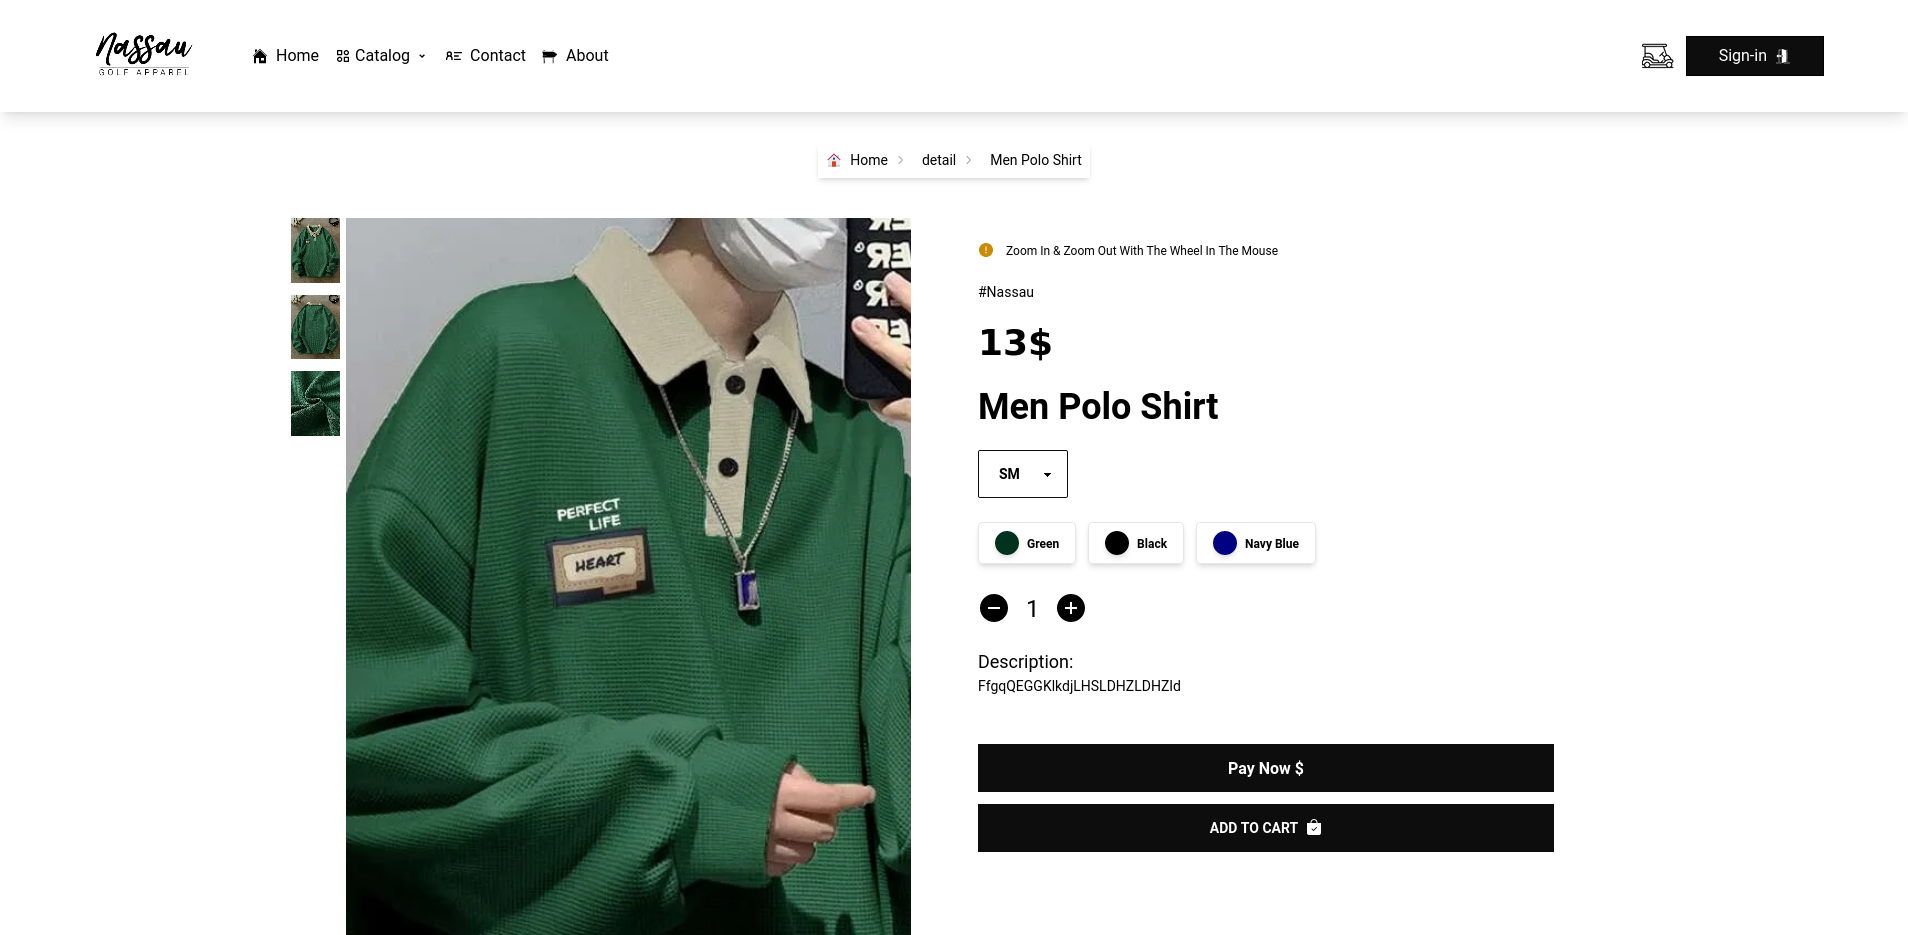 Nassau
GOLF APPAREL
Home
Catalog
Contact
About
Sign-in
Home
detail
Men Polo Shirt
PERFECT
LIFE
HEART
Zoom In & Zoom Out With The Wheel In The Mouse
#Nassau
13$
Men Polo Shirt
SM
Green
Black
Navy Blue
1
Description:
FfgqQEGGKlkdjLHSLDHZLDHZld
Pay Now $
ADD TO CART